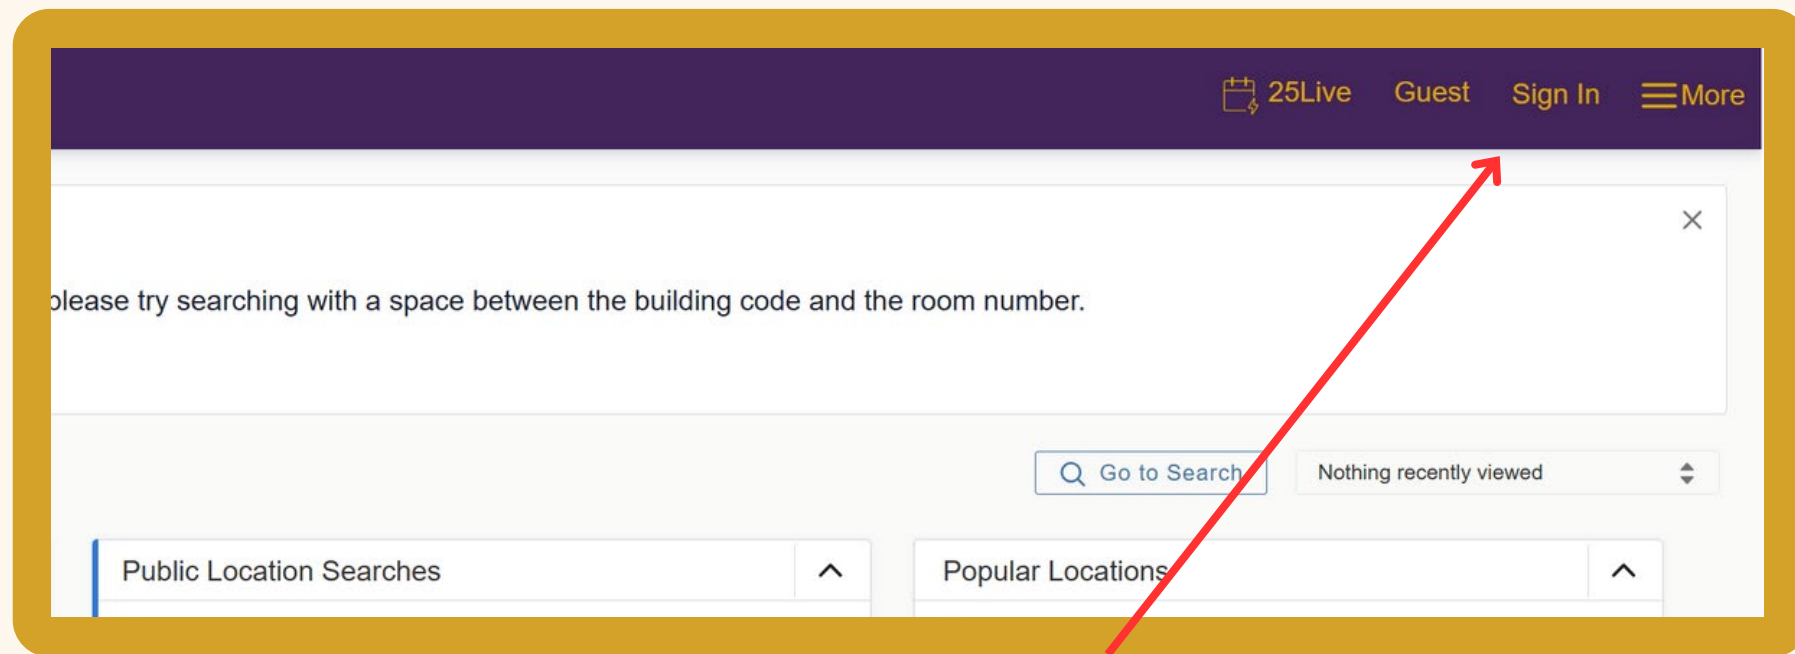 25Live Guest Sign In More
please try searching with a space between the building code and the room number.
Go to Search Nothing recently viewed
Public Location Searches Popular Locations